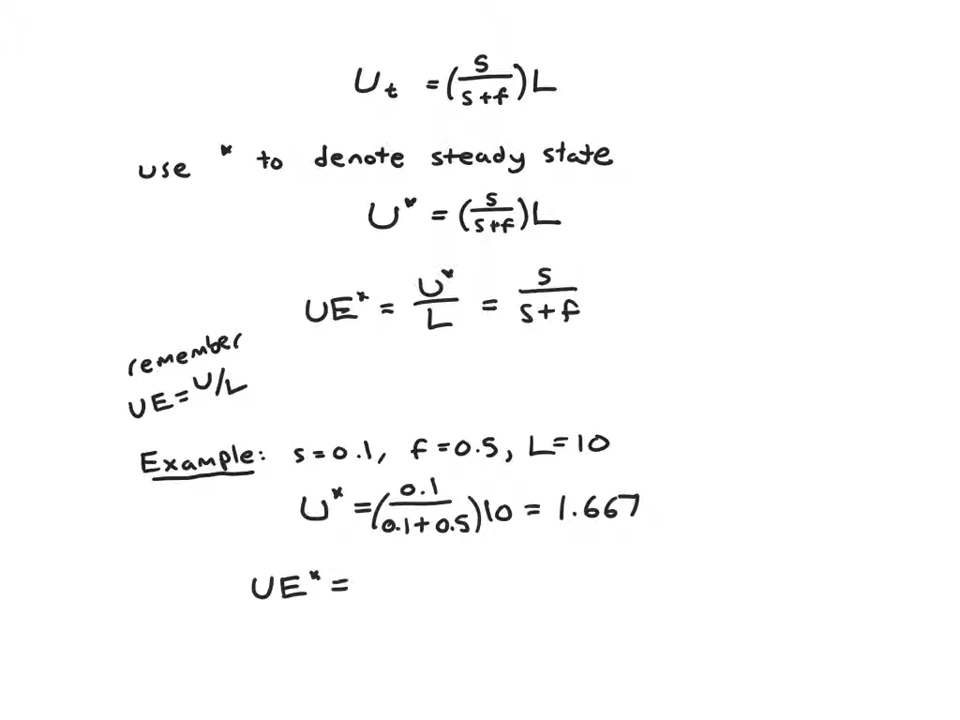 U_t = (s/(s+f))L
use * to denote steady state
U* = (s/(s+f))L
UE* = U*/L = s/(s+f)
remember
UE = U/L
Example: s = 0.1, f = 0.5, L = 10
U* = (0.1/(0.1+0.5))10 = 1.667
UE* =